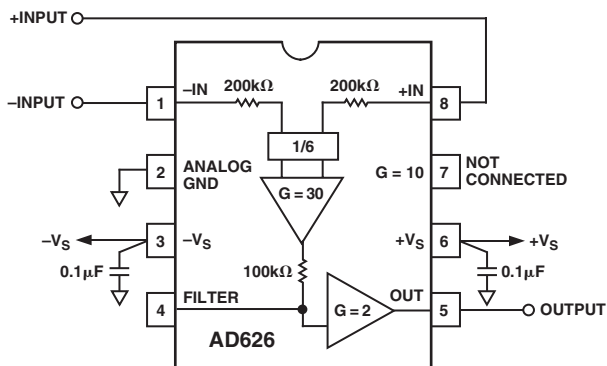 +INPUT
–INPUT
–IN
200kΩ
200kΩ
+IN
1
8
1/6
2
ANALOG
GND
G = 10
7
NOT
CONNECTED
G = 30
–VS
3
–VS
+VS
6
+VS
0.1µF
100kΩ
0.1µF
4
FILTER
G = 2
OUT
5
OUTPUT
AD626